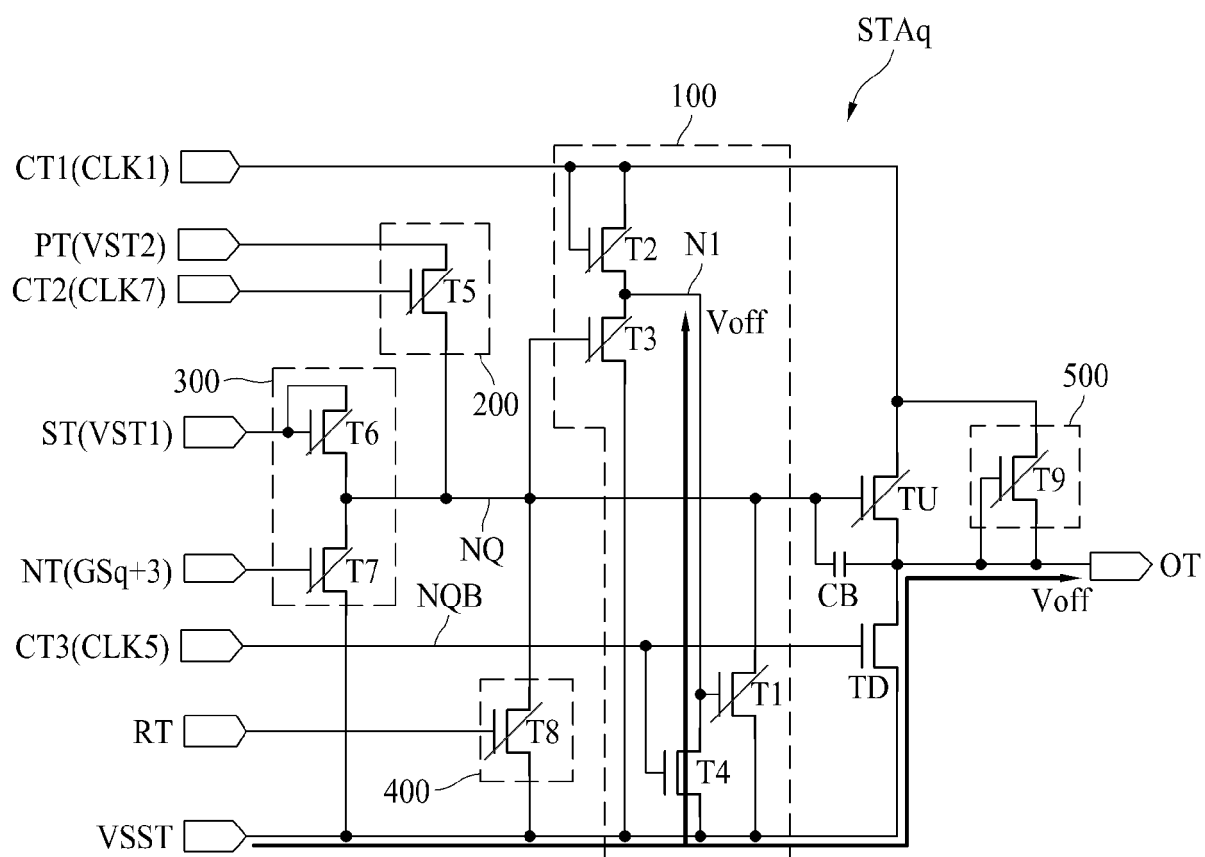 STAq
100
CT1(CLK1)
PT(VST2)
T2
N1
CT2(CLK7)
T5
Voff
T3
300
200
500
ST(VST1)
T6
TU
T9
NQ
NT(GSq+3)
T7
CB
OT
NQB
Voff
CT3(CLK5)
TD
T1
RT
T8
T4
400
VSST